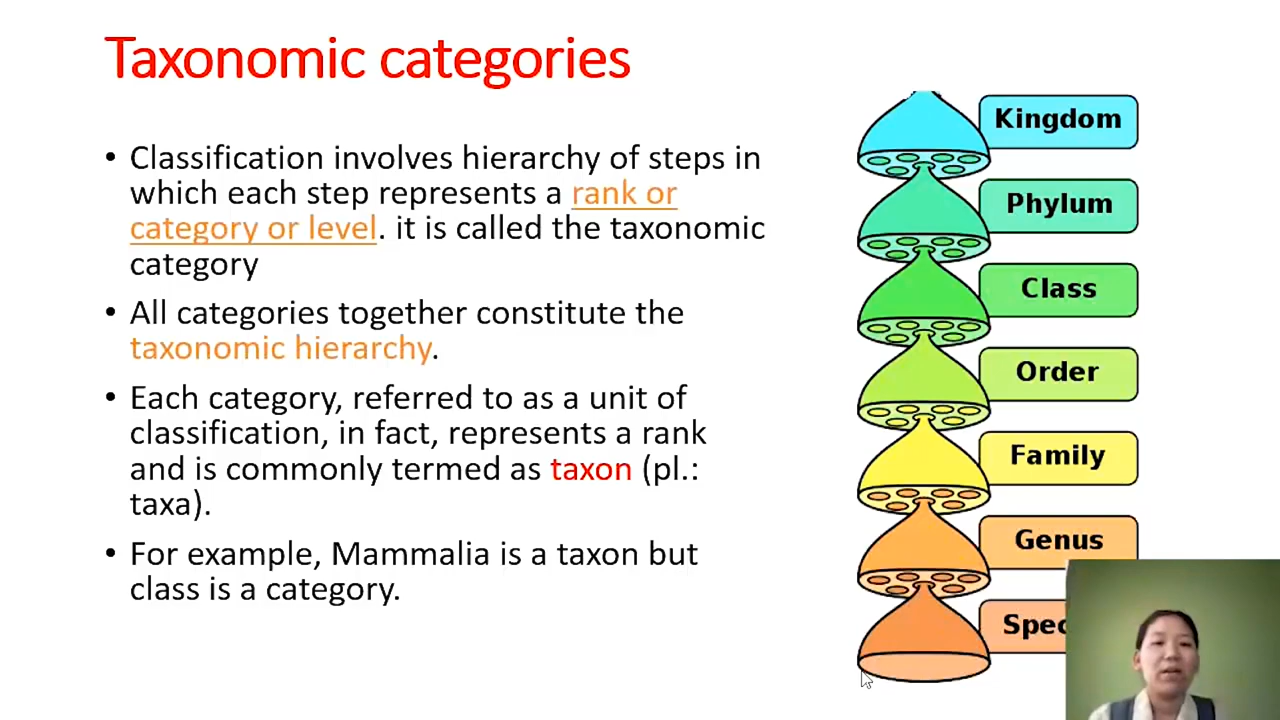 Taxonomic categories
• Classification involves hierarchy of steps in
which each step represents a rank or
category or level. it is called the taxonomic
category
• All categories together constitute the
taxonomic hierarchy.
• Each category, referred to as a unit of
classification, in fact, represents a rank
and is commonly termed as taxon (pl.:
taxa).
• For example, Mammalia is a taxon but
class is a category.
Kingdom
Phylum
Class
Order
Family
Genus